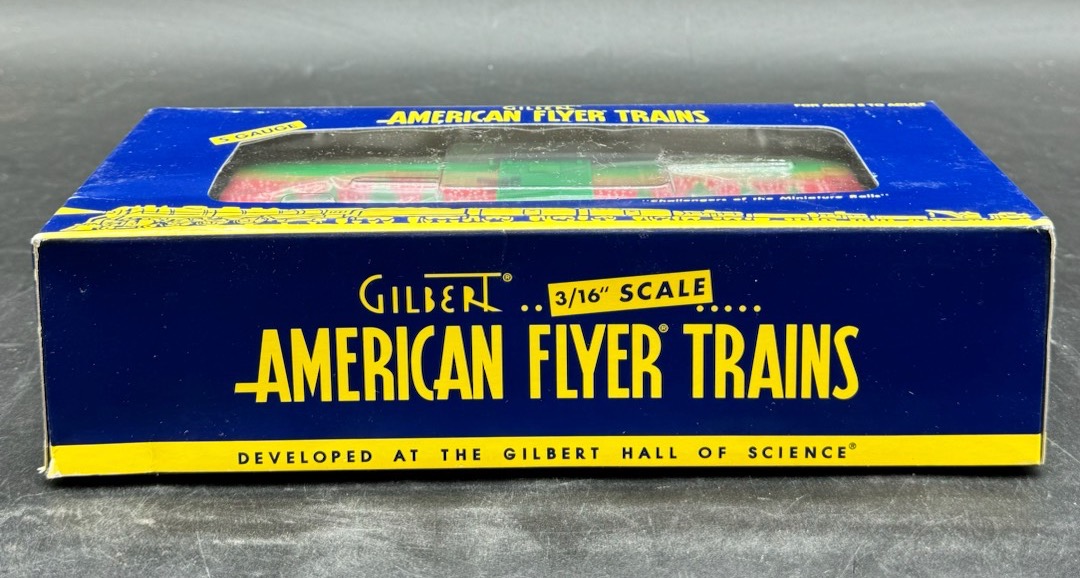 GILBERT
AMERICAN FLYER TRAINS
FOR AGES 8 TO ADULT
S GAUGE
"Challengers of the Miniature Rails"
GILBERT® .. 3/16" SCALE .....
AMERICAN FLYER® TRAINS
DEVELOPED AT THE GILBERT HALL OF SCIENCE®